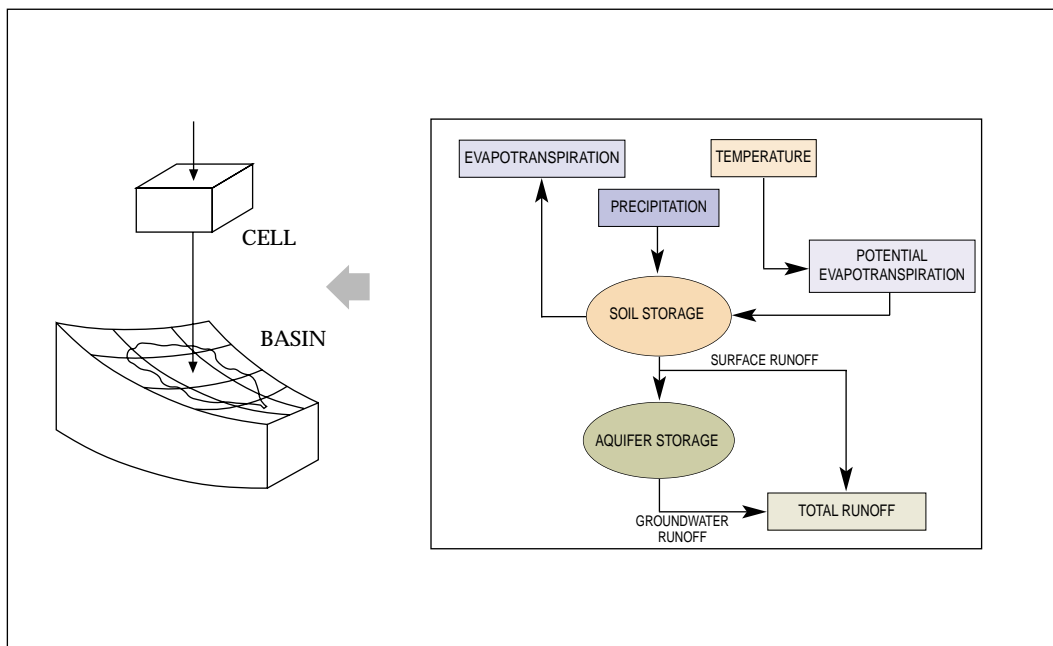 CELL
BASIN
EVAPOTRANSPIRATION
TEMPERATURE
PRECIPITATION
POTENTIAL
EVAPOTRANSPIRATION
SOIL STORAGE
SURFACE RUNOFF
AQUIFER STORAGE
TOTAL RUNOFF
GROUNDWATER
RUNOFF